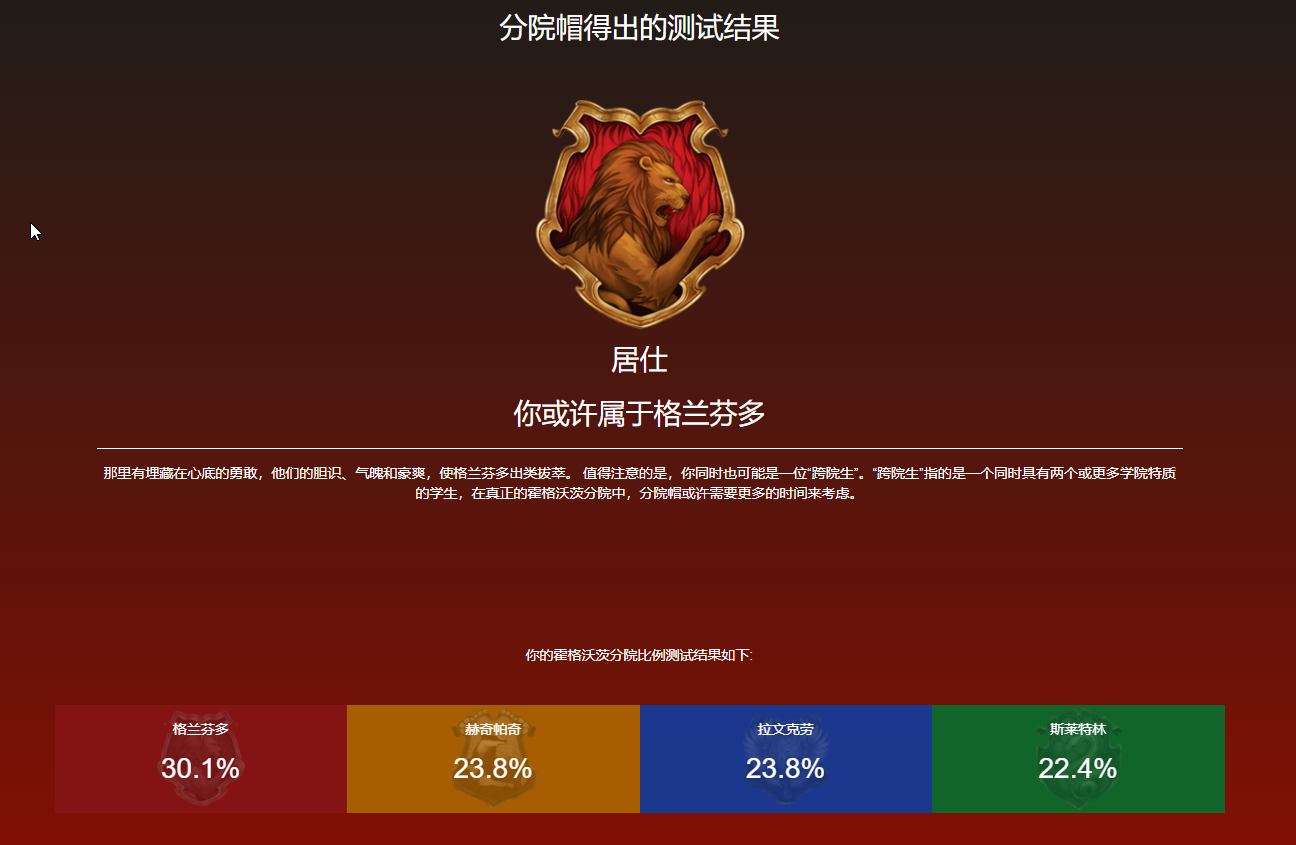 分院帽得出的测试结果
居仕
你或许属于格兰芬多
那里有埋藏在心底的勇敢，他们的胆识、气魄和豪爽，使格兰芬多出类拔萃。 值得注意的是，你同时也可能是一位“跨院生”。“跨院生”指的是一个同时具有两个或更多学院特质
的学生，在真正的霍格沃茨分院中，分院帽或许需要更多的时间来考虑。
你的霍格沃茨分院比例测试结果如下:
格兰芬多 赫奇帕奇 拉文克劳 斯莱特林
30.1% 23.8% 23.8% 22.4%